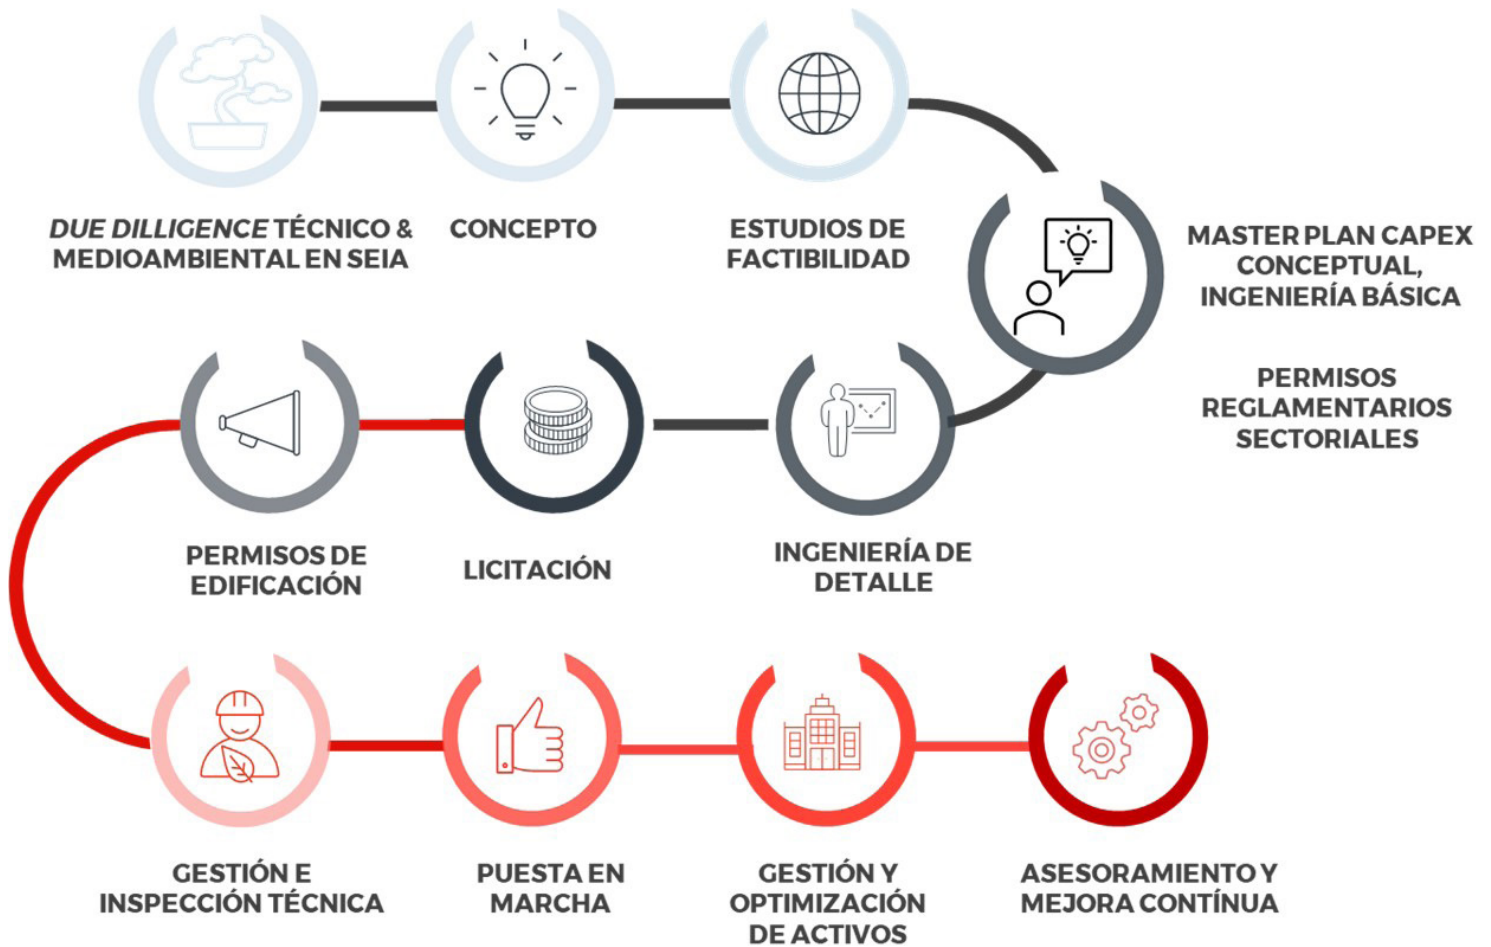 DUE DILLIGENCE TÉCNICO &
MEDIOAMBIENTAL EN SEIA
CONCEPTO
ESTUDIOS DE
FACTIBILIDAD
MASTER PLAN CAPEX
CONCEPTUAL,
INGENIERÍA BÁSICA
PERMISOS
REGLAMENTARIOS
SECTORIALES
INGENIERÍA DE
DETALLE
LICITACIÓN
PERMISOS DE
EDIFICACIÓN
GESTIÓN E
INSPECCIÓN TÉCNICA
PUESTA EN
MARCHA
GESTIÓN Y
OPTIMIZACIÓN
DE ACTIVOS
ASESORAMIENTO Y
MEJORA CONTÍNUA